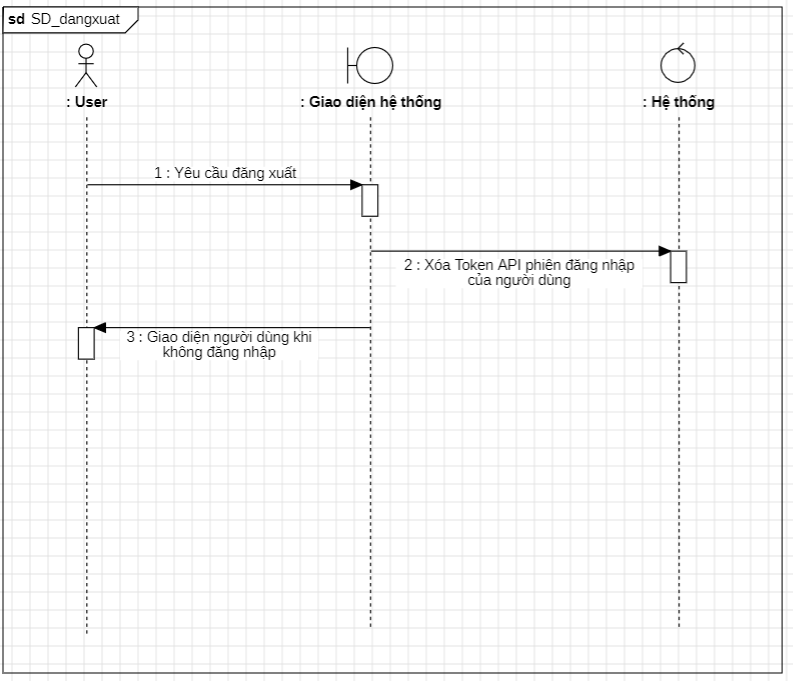 sd SD_dangxuat
: User
: Giao diện hệ thống
: Hệ thống
1 : Yêu cầu đăng xuất
2 : Xóa Token API phiên đăng nhập
của người dùng
3 : Giao diện người dùng khi
không đăng nhập